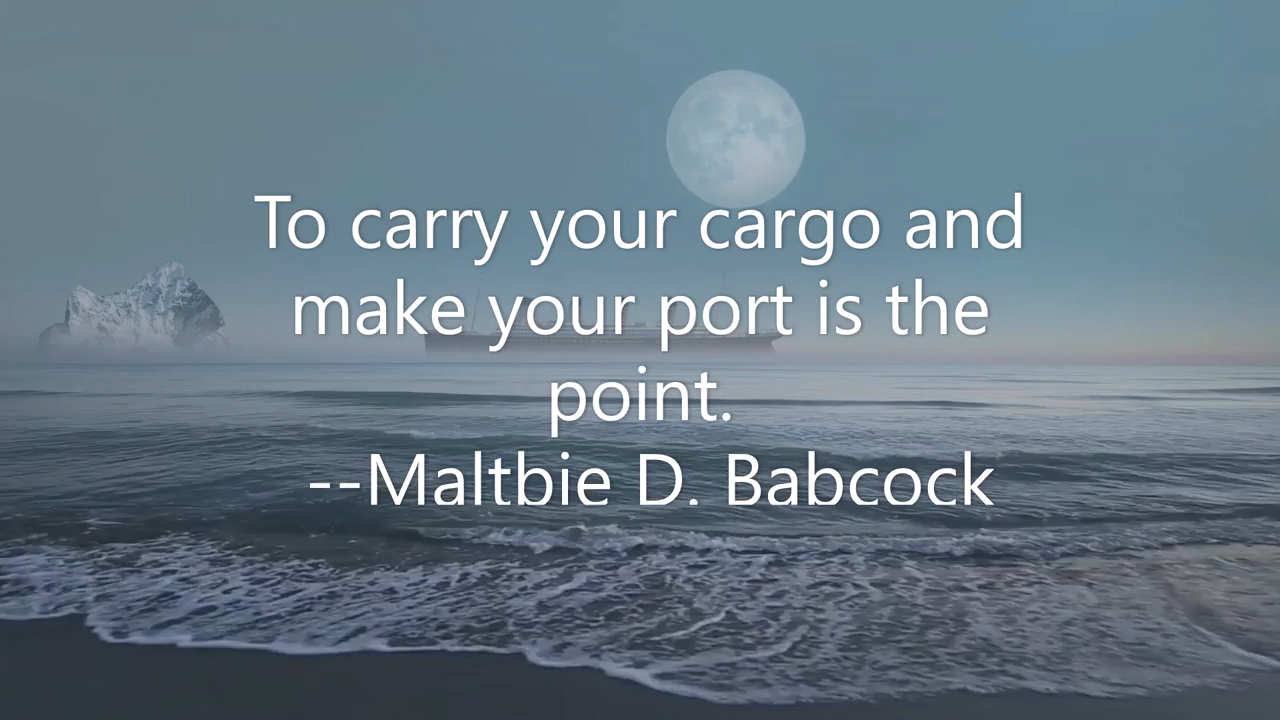 To carry your cargo and
make your port is the
point.
--Maltbie D. Babcock